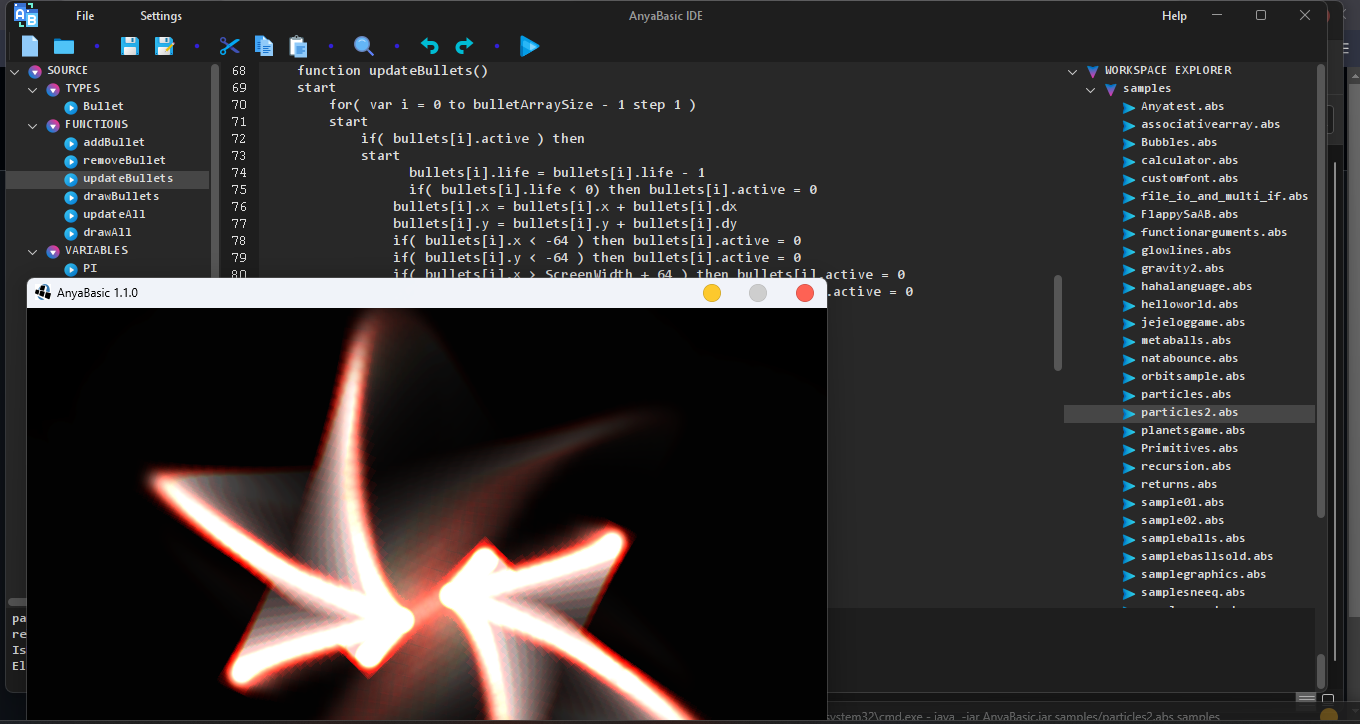 File
Settings
AnyaBasic IDE
Help
SOURCE
TYPES
Bullet
FUNCTIONS
addBullet
removeBullet
updateBullets
drawBullets
updateAll
drawAll
VARIABLES
PI
68 function updateBullets()
69 start
70 for( var i = 0 to bulletArraySize - 1 step 1 )
71 start
72 if( bullets[i].active ) then
73 start
74 bullets[i].life = bullets[i].life - 1
75 if( bullets[i].life < 0) then bullets[i].active = 0
76 bullets[i].x = bullets[i].x + bullets[i].dx
77 bullets[i].y = bullets[i].y + bullets[i].dy
78 if( bullets[i].x < -64 ) then bullets[i].active = 0
79 if( bullets[i].y < -64 ) then bullets[i].active = 0
80 if( bullets[i].x > ScreenWidth + 64 ) then bullets[i].active = 0
.active = 0
WORKSPACE EXPLORER
samples
Anyatest.abs
associativearray.abs
Bubbles.abs
calculator.abs
customfont.abs
file_io_and_multi_if.abs
FlappySaAB.abs
functionarguments.abs
glowlines.abs
gravity2.abs
hahalanguage.abs
helloworld.abs
jejeloggame.abs
metaballs.abs
natabounce.abs
orbitsample.abs
particles.abs
particles2.abs
planetsgame.abs
Primitives.abs
recursion.abs
returns.abs
sample01.abs
sample02.abs
sampleballs.abs
samplebasllsold.abs
samplegraphics.abs
samplesneeq.abs
AnyaBasic 1.1.0
pa
re
Is
El
system32\cmd.exe - java -jar AnyaBasic.jar samples/particles2.abs samples